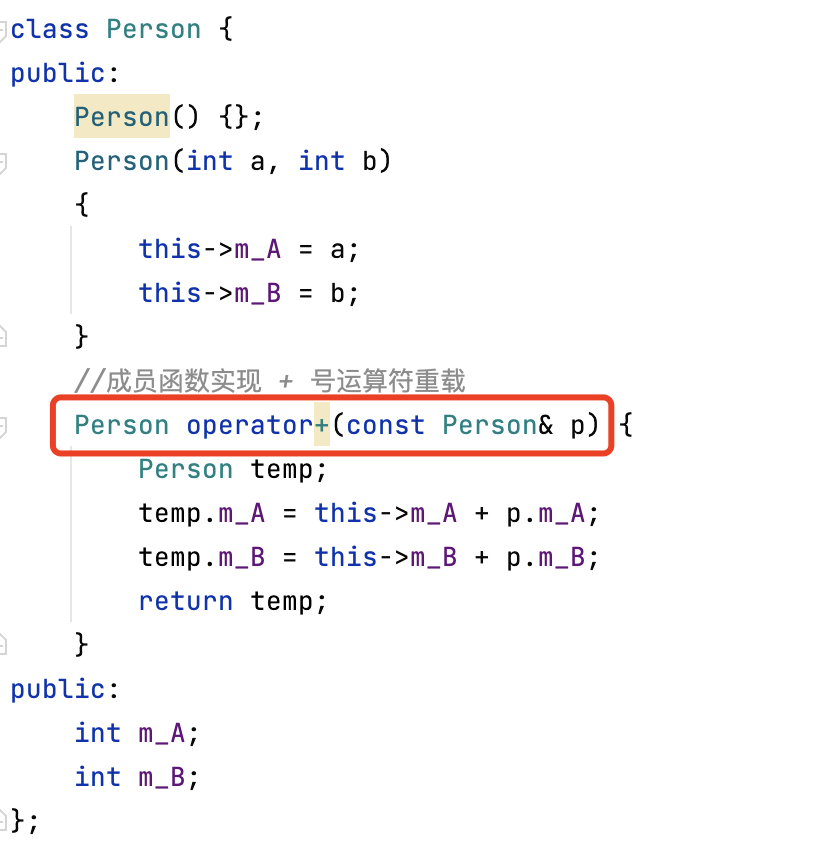 class Person {
public:
    Person() {};
    Person(int a, int b)
    {
        this->m_A = a;
        this->m_B = b;
    }
    //成员函数实现 + 号运算符重载
    Person operator+(const Person& p) {
        Person temp;
        temp.m_A = this->m_A + p.m_A;
        temp.m_B = this->m_B + p.m_B;
        return temp;
    }
public:
    int m_A;
    int m_B;
};